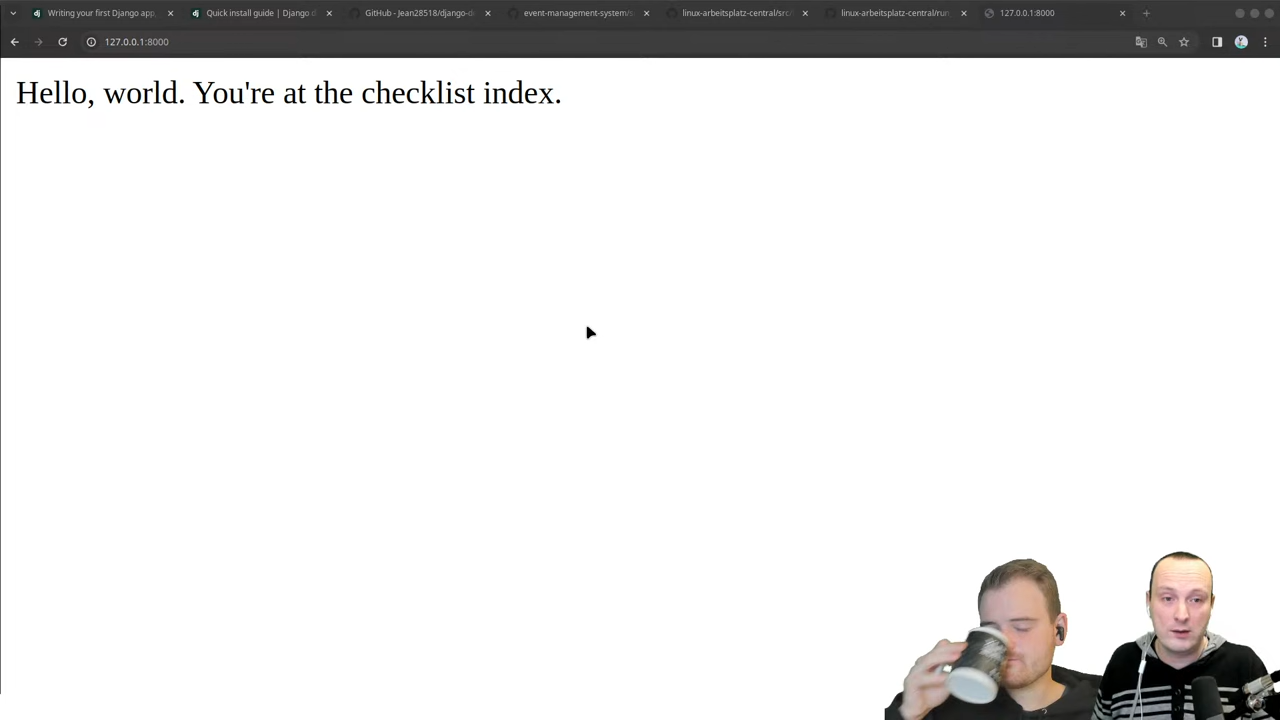 Writing your first Django app,
Quick install guide | Django d
GitHub - Jean28518/django-d
event-management-system/s
linux-arbeitsplatz-central/src/
linux-arbeitsplatz-central/run
127.0.0.1:8000
127.0.0.1:8000
Hello, world. You're at the checklist index.